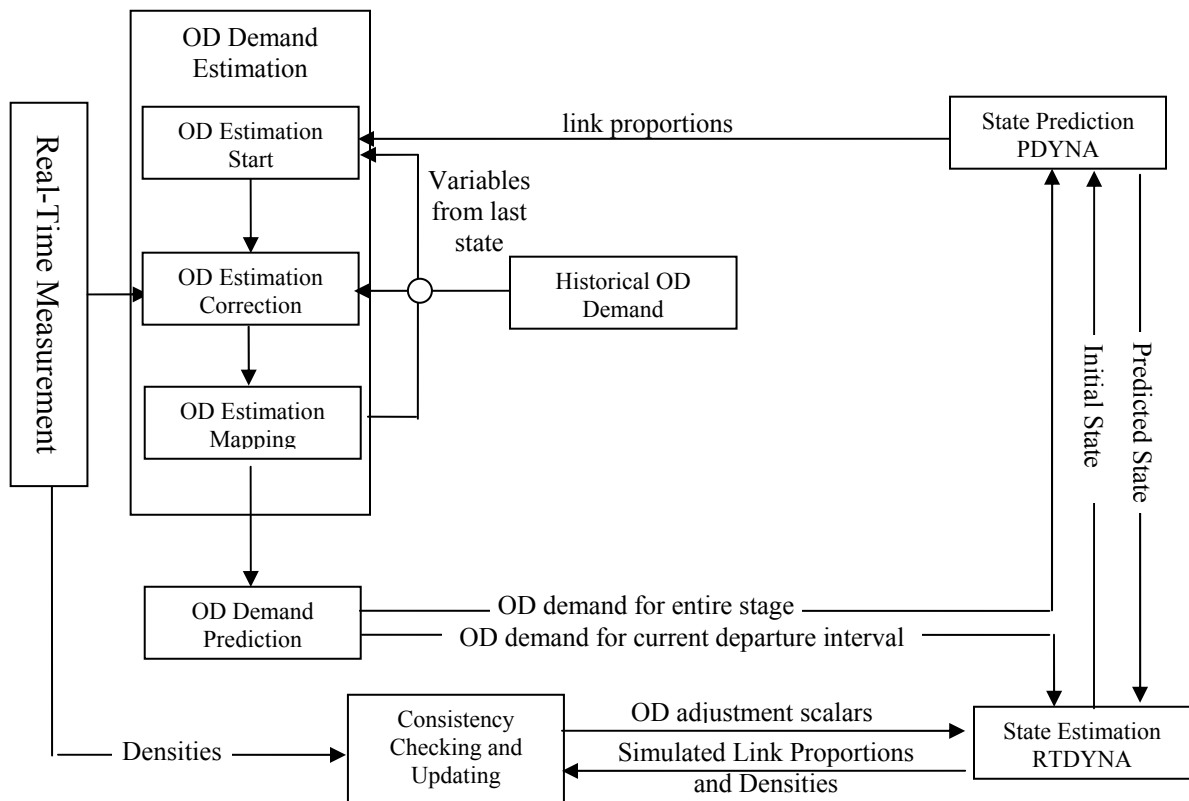 OD Demand
Estimation
Real-Time Measurement
OD Estimation
Start
link proportions
State Prediction
PDYNA
Variables
from last
state
OD Estimation
Correction
Historical OD
Demand
OD Estimation
Mapping
Initial State
Predicted State
OD Demand
Prediction
OD demand for entire stage
OD demand for current departure interval
Densities
Consistency
Checking and
Updating
OD adjustment scalars
Simulated Link Proportions
and Densities
State Estimation
RTDYNA